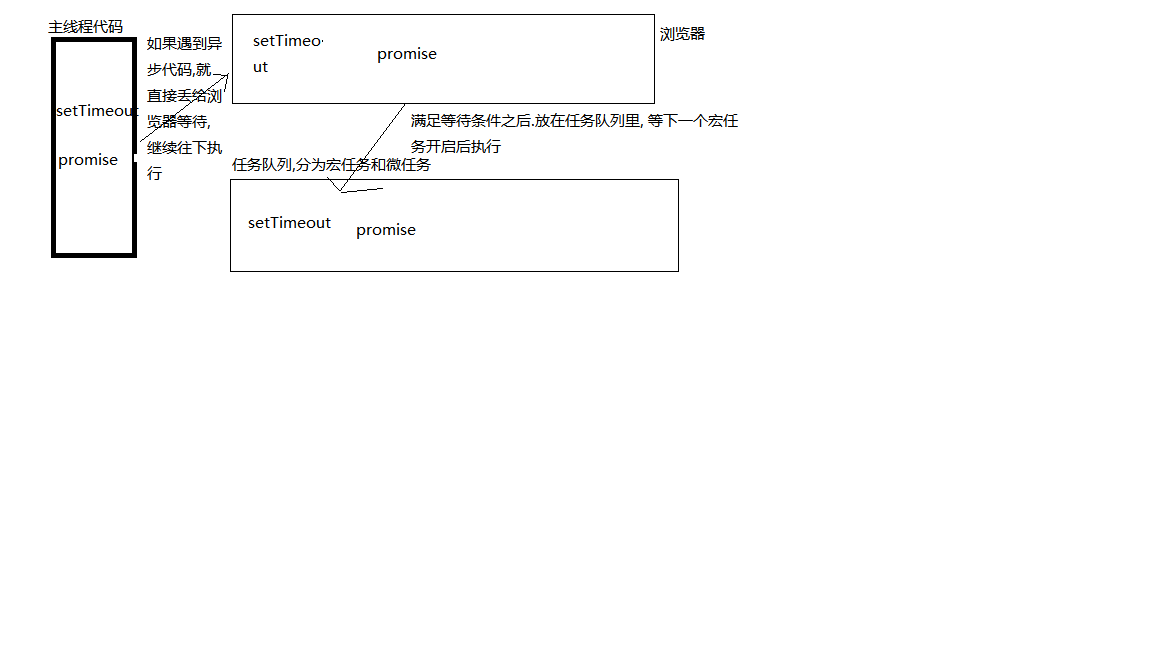 主线程代码
setTimeout
promise
如果遇到异
步代码,就
直接丢给浏
览器等待,
继续往下执
行
setTimeo
ut
promise
浏览器
满足等待条件之后.放在任务队列里, 等下一个宏任
务开启后执行
任务队列,分为宏任务和微任务
setTimeout
promise